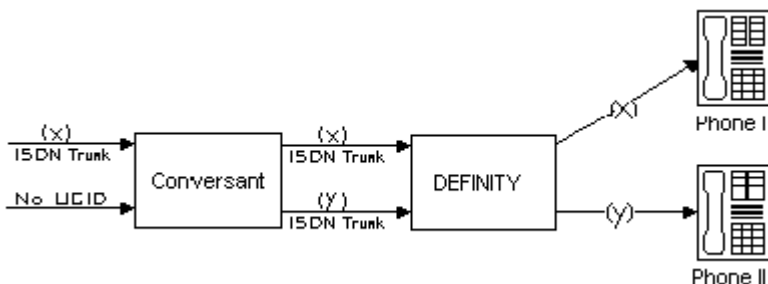 (x)
ISDN Trunk
No UCID
Conversant
(x)
ISDN Trunk
(y)
ISDN Trunk
DEFINITY
(x)
(y)
Phone I
Phone II